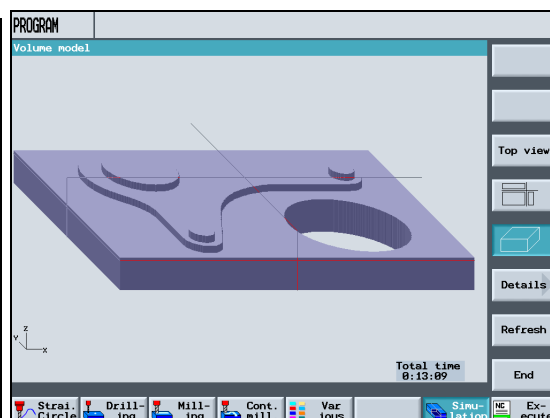 PROGRAM
Volume model
Top view
Details
Refresh
End
z
Y
x
Total time
0:13:09
Strai.
Circle
Drill-
ing
Mill-
ing
Cont.
mill
Var
ious
Simu-
lation
NC
Ex-
ecute